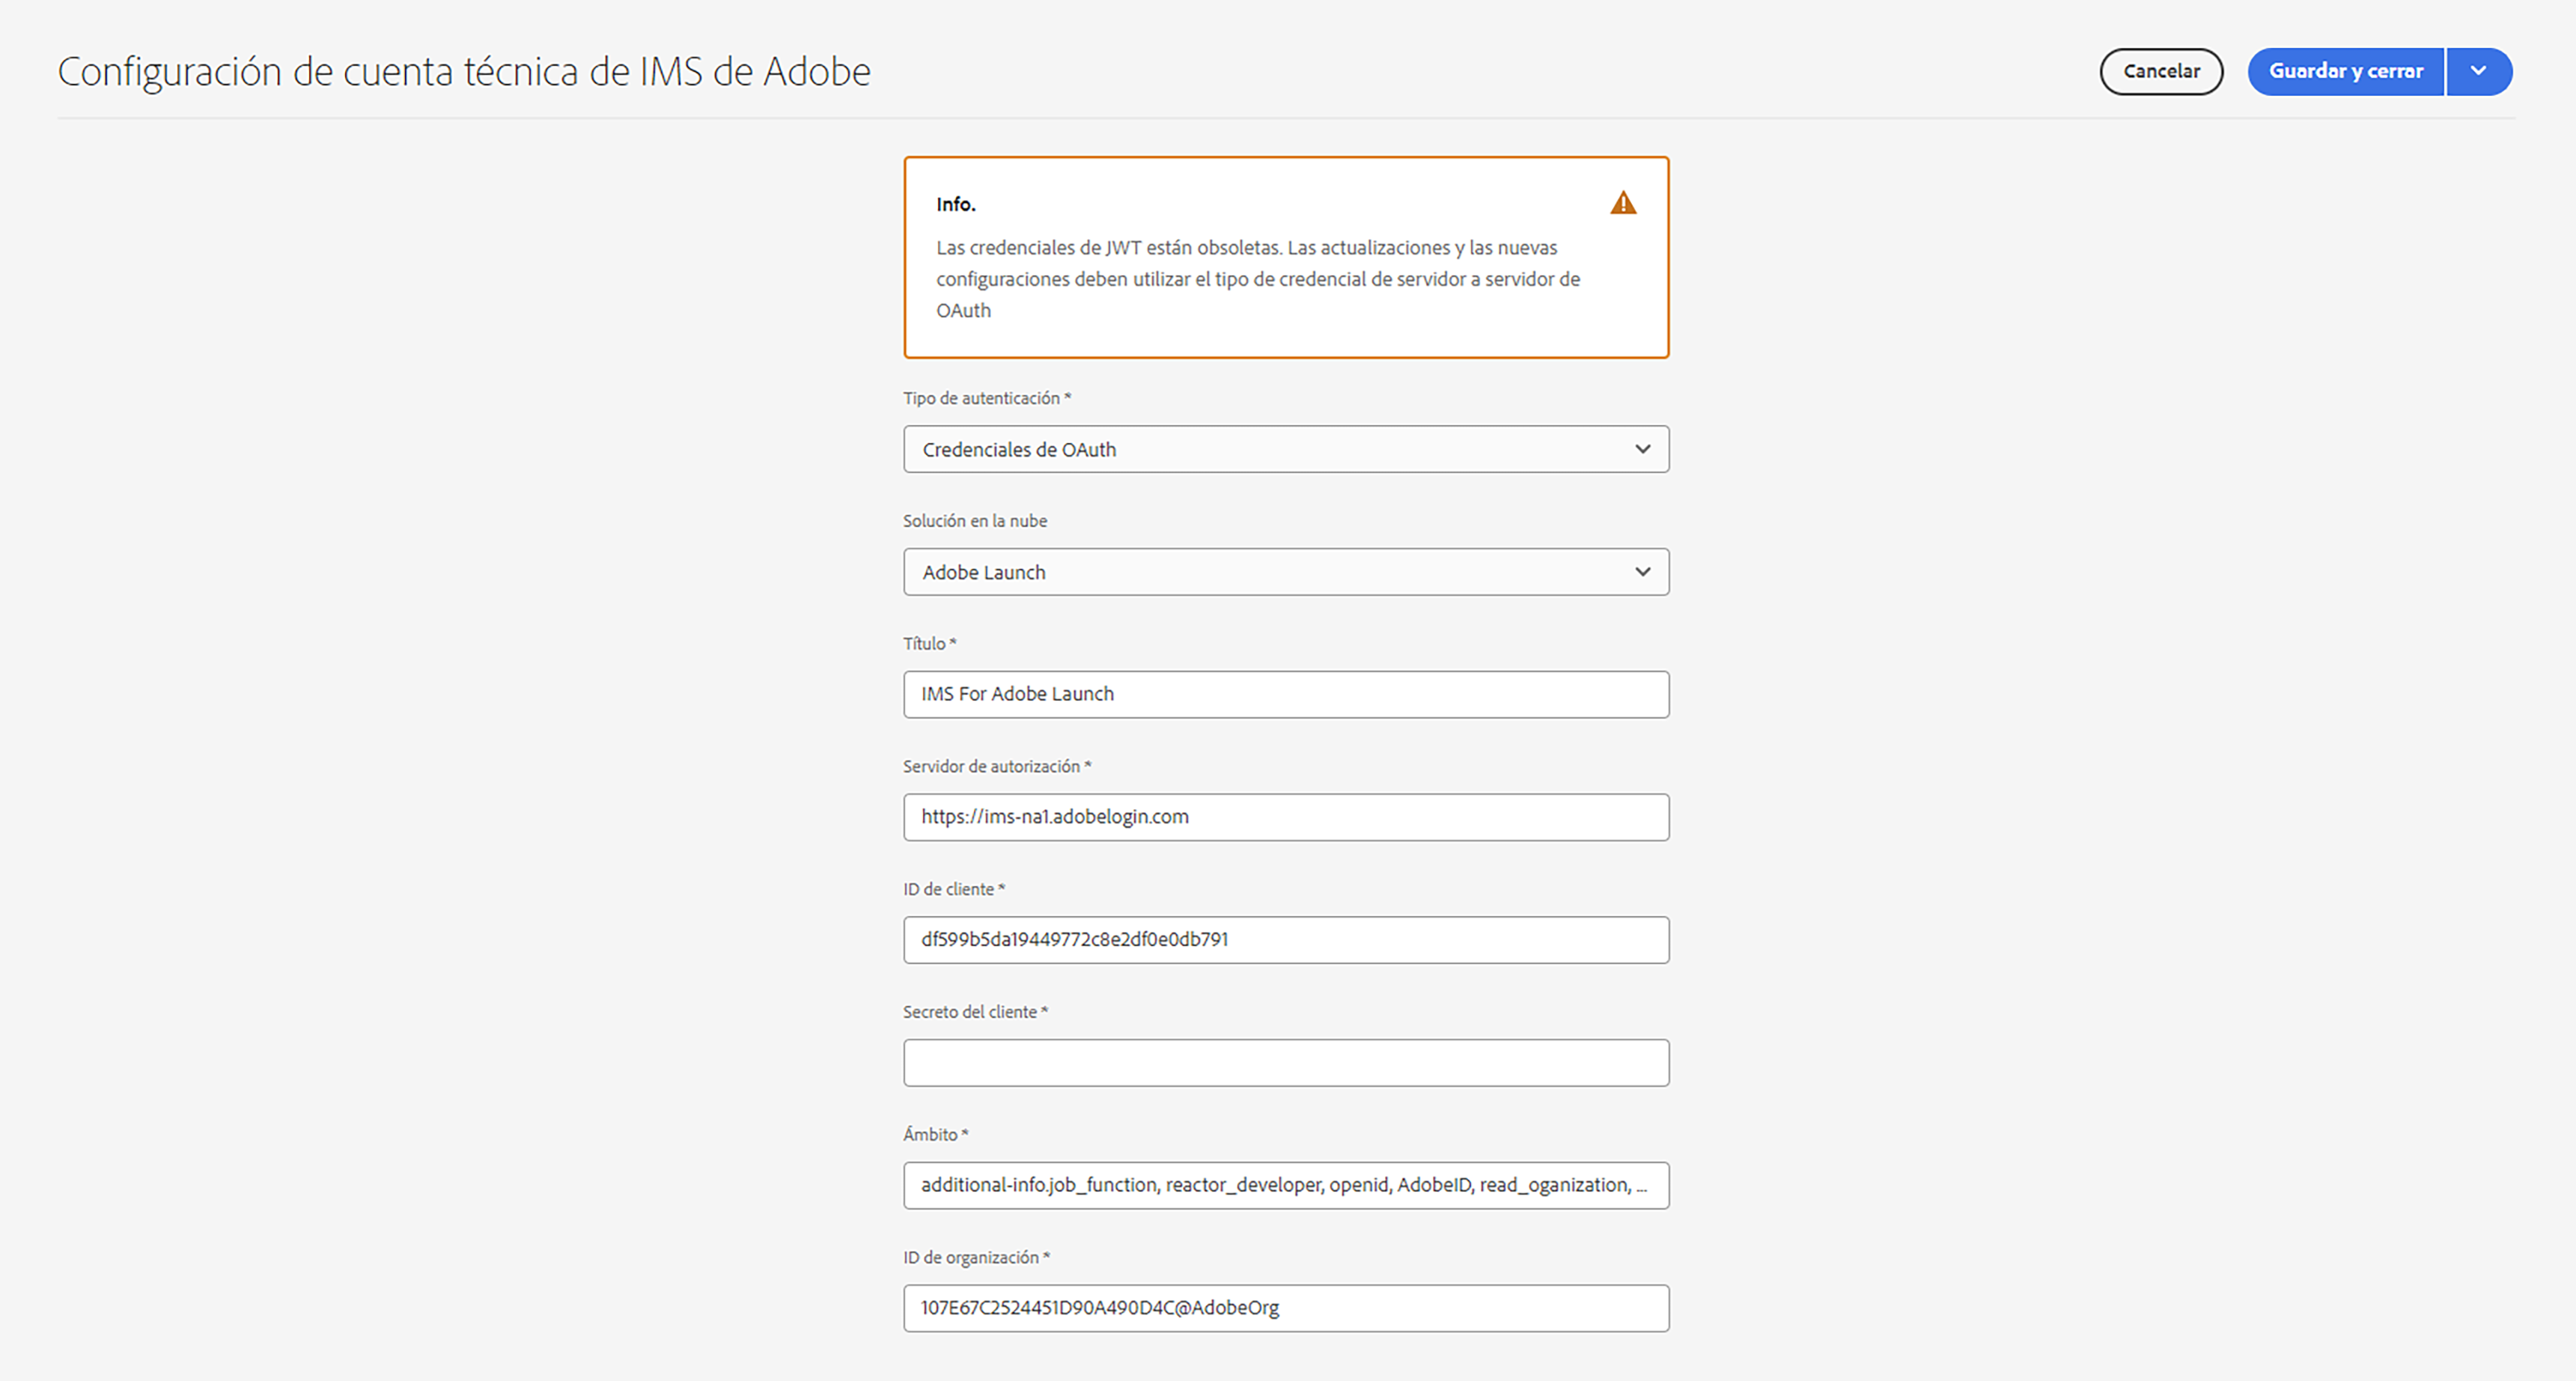 Configuración de cuenta técnica de IMS de Adobe
Cancelar
Guardar y cerrar
Info.
Las credenciales de JWT están obsoletas. Las actualizaciones y las nuevas
configuraciones deben utilizar el tipo de credencial de servidor a servidor de
OAuth
Tipo de autenticación *
Credenciales de OAuth
Solución en la nube
Adobe Launch
Título *
IMS For Adobe Launch
Servidor de autorización *
https://ims-na1.adobelogin.com
ID de cliente *
df599b5da19449772c8e2df0e0db791
Secreto del cliente *
Ámbito *
additional-info.job_function, reactor_developer, openid, AdobeID, read_oganization, ...
ID de organización *
107E67C2524451D90A490D4C@AdobeOrg